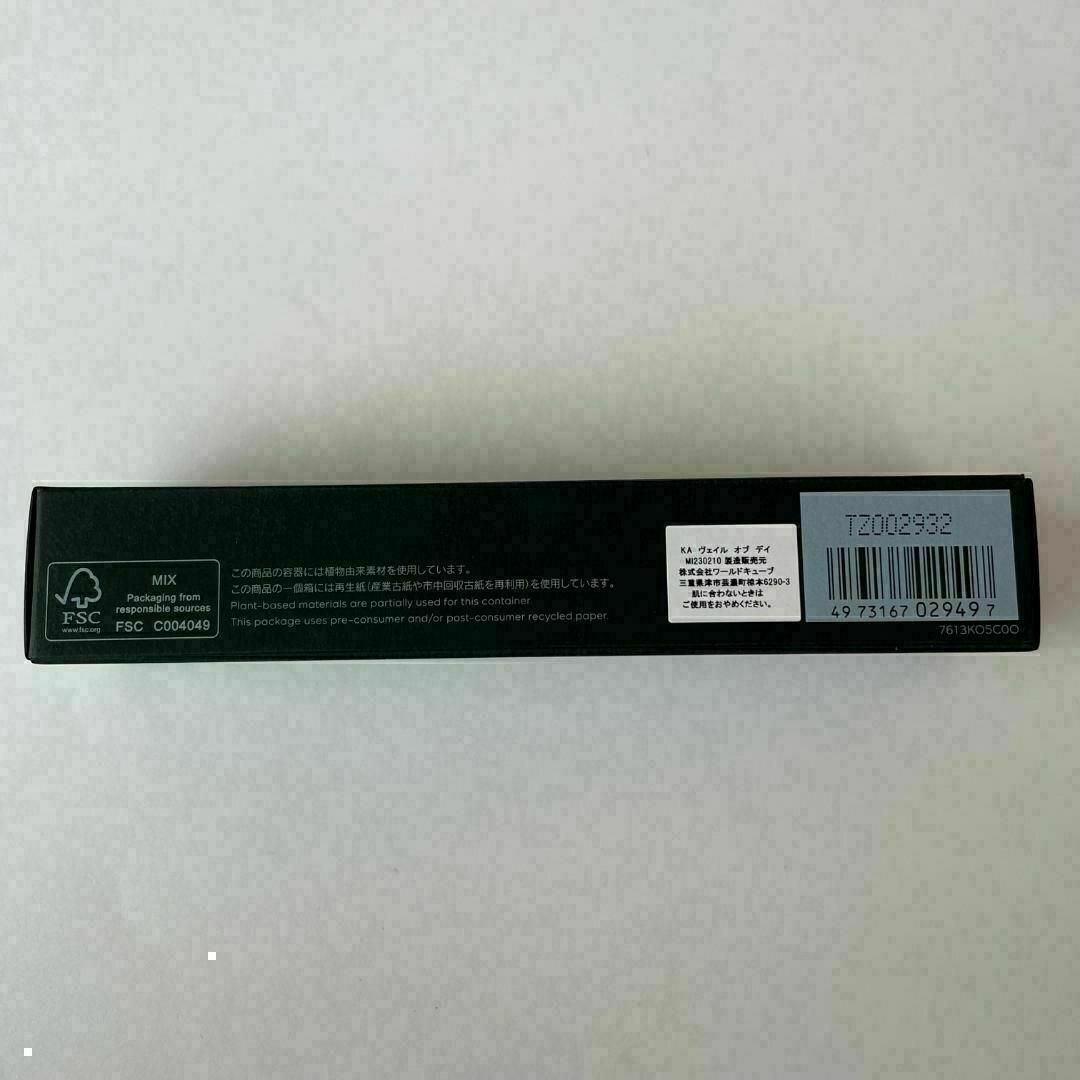 FSC
www.fsc.org
MIX
Packaging from
responsible sources
FSC C004049
この商品の容器には植物由来素材を使用しています。
この商品の一個箱には再生紙(産業古紙や市中回収古紙を再利用)を使用しています。
Plant-based materials are partially used for this container.
This package uses pre-consumer and/or post-consumer recycled paper.
KA ヴェイル オブ デイ
MI230210 製造販売元
株式会社ワールドキューブ
三重県津市芸濃町椋本6290-3
肌に合わないときは
ご使用をおやめください。
TZ002932
49 73167 02949 7
7613KO5C0O